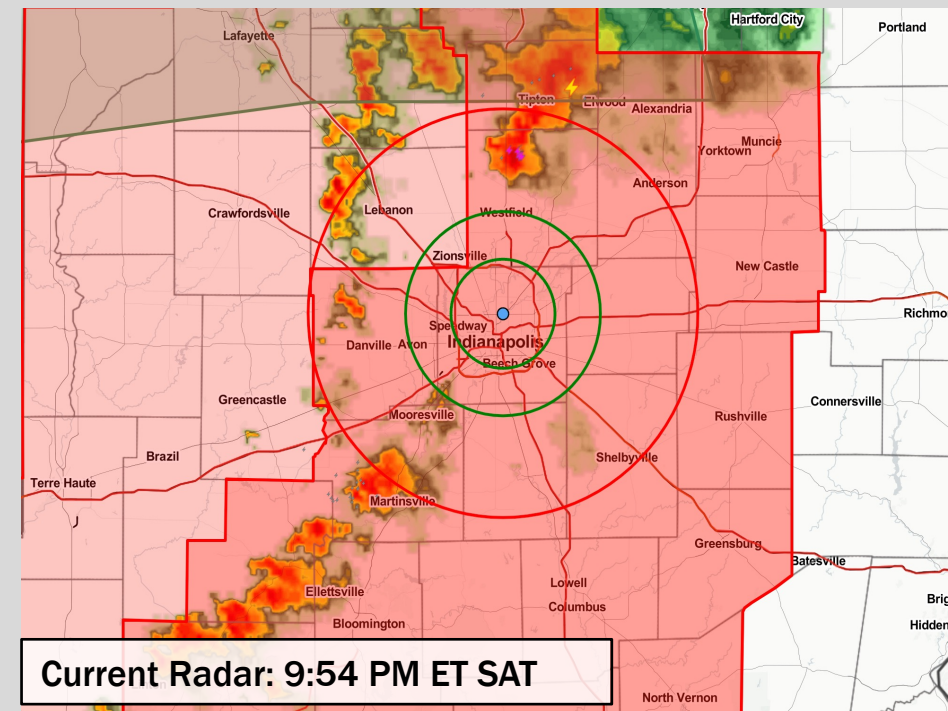 Hartford City
Portland
Lafayette
Tipton
Elwood
Alexandria
Muncie
Yorktown
Anderson
Crawfordsville
Lebanon
Westfield
Zionsville
New Castle
Richmo
Speedway
Danville
Avon
Indianapolis
Beech Grove
Greencastle
Mooresville
Connersville
Rushville
Brazil
Shelbyville
Terre Haute
Martinsville
Greensburg
Batesville
Ellettsville
Lowell
Columbus
Brig
Bloomington
Hidden
Current Radar: 9:54 PM ET SAT
North Vernon